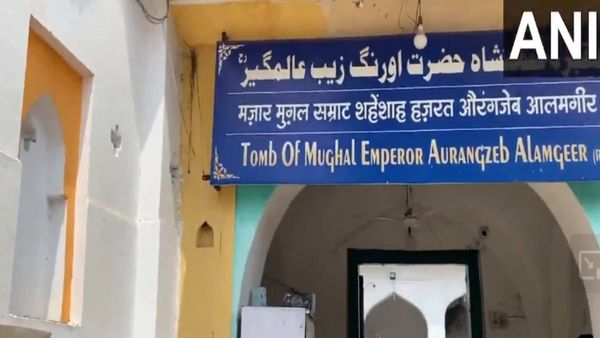 ANI
شاہ حضرت اورنگ زیب عالمگیرؒ
मज़ार मुग़ल सम्राट शहेंशाह हज़रत औरंगजेब आलमगीर
Tomb Of Mughal Emperor Aurangzeb Alamgeer (R